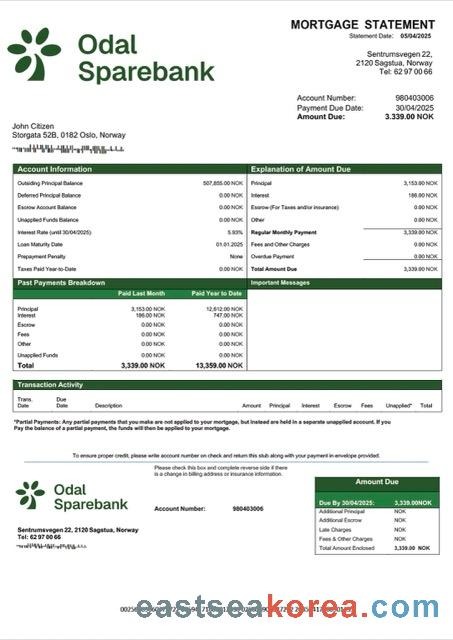 MORTGAGE STATEMENT
Statement Date: 05/04/2025
Odal
Sparebank
Sentrumsvegen 22,
2120 Sagstua, Norway
Tel: 62 97 00 66
Account Number: 980403006
Payment Due Date: 30/04/2025
Amount Due: 3.339.00 NOK
John Citizen
Storgata 52B, 0182 Oslo, Norway
Account Information
Outsiding Principal Balance 507,855.00 NOK
Deferred Principal Balance 0.00 NOK
Escrow Account Balance 0.00 NOK
Unapplied Funds Balance 0.00 NOK
Interest Rate (until 30/04/2025) 5.93%
Loan Maturity Date 01.01.2025
Prepayment Penalty None
Taxes Paid Year-to-Date 0.00 NOK
Explanation of Amount Due
Principal 3,153.00 NOK
Interest 186.00 NOK
Escrow (For Taxes and/or insurance) 0.00 NOK
Other 0.00 NOK
Regular Monthly Payment 3,339.00 NOK
Fees and Other Charges 0.00 NOK
Overdue Payment 0.00 NOK
Total Amount Due 3,339.00 NOK
Past Payments Breakdown
Paid Last Month Paid Year to Date
Principal 3,153.00 NOK 12,612.00 NOK
Interest 186.00 NOK 747.00 NOK
Escrow 0.00 NOK 0.00 NOK
Fees 0.00 NOK 0.00 NOK
Other 0.00 NOK 0.00 NOK
Unapplied Funds 0.00 NOK 0.00 NOK
Total 3,339.00 NOK 13,359.00 NOK
Important Messages
Transaction Activity
Trans. Date Due Date Description Amount Principal Interest Escrow Fees Unapplied* Total
*Partial Payments: Any partial payments that you make are not applied to your mortgage, but instead are held in a separate unapplied account. If you
Pay the balance of a partial payment, the funds will then be applied to your mortgage.
To ensure proper credit, please write account number on check and return this stub along with your payment in envelope provided.
Please check this box and complete reverse side if there
is a change in billing address or insurance information.
Odal
Sparebank
Account Number: 980403006
Sentrumsvegen 22, 2120 Sagstua, Norway
Tel: 62 97 00 66
Amount Due
Due By 30/04/2025: 3,339.00NOK
Additional Principal NOK
Additional Escrow NOK
Late Charges NOK
Fees & Other Charges NOK
Total Amount Enclosed 3,339.00 NOK
eastseakorea.com